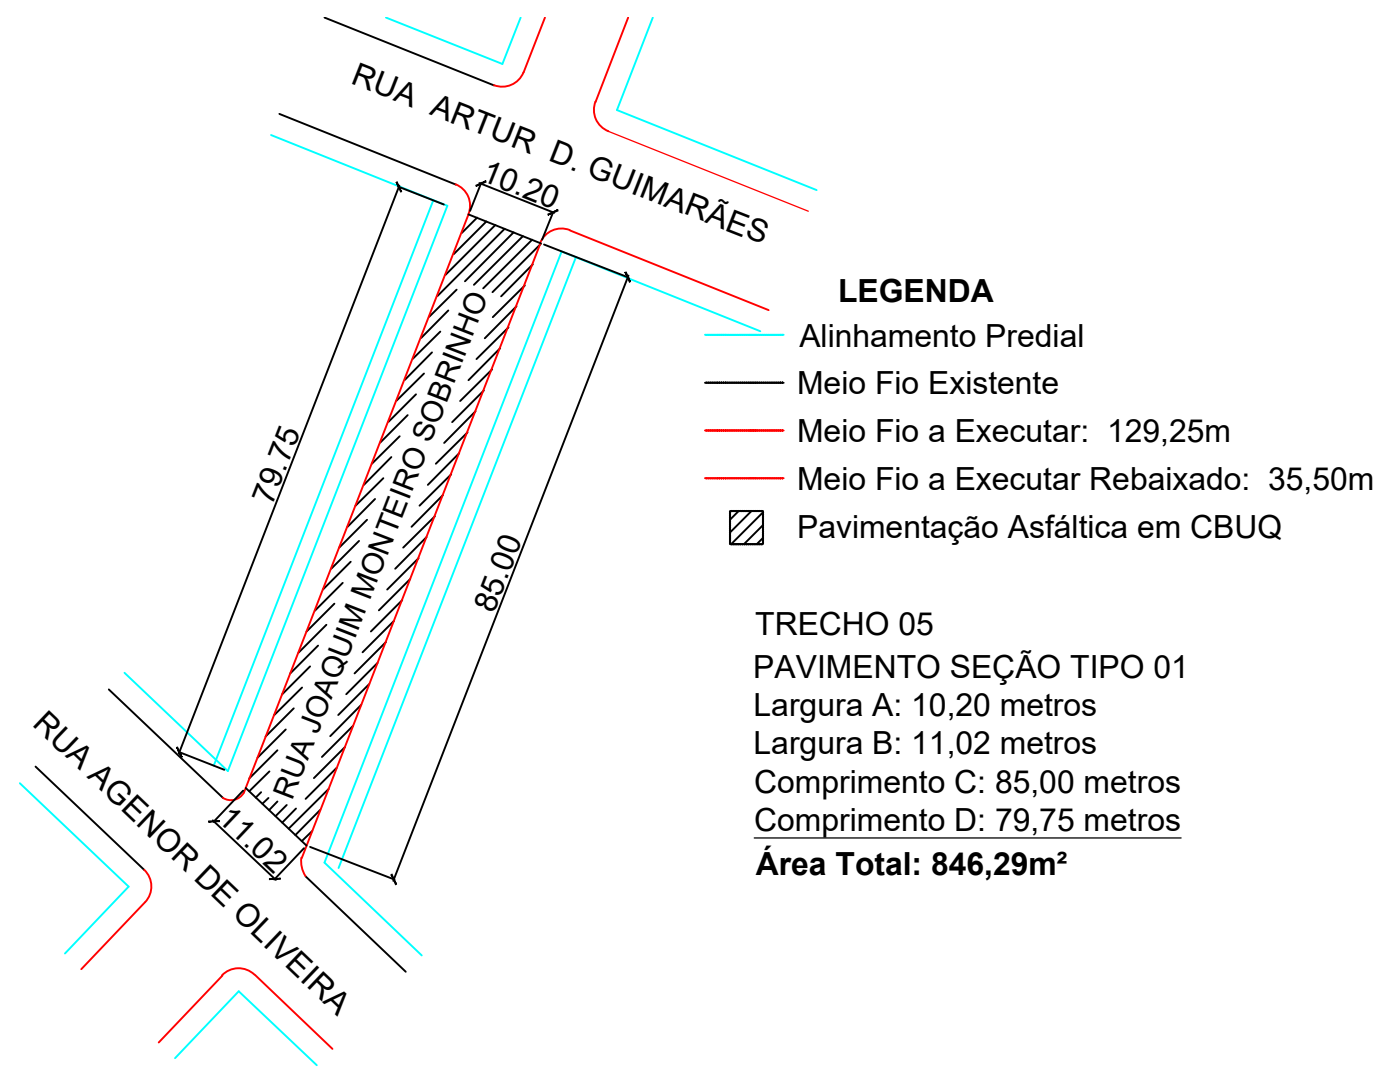 RUA ARTUR D. GUIMARÃES
10.20
79.75
RUA JOAQUIM MONTEIRO SOBRINHO
85.00
11.02
RUA AGENOR DE OLIVEIRA
LEGENDA
Alinhamento Predial
Meio Fio Existente
Meio Fio a Executar: 129,25m
Meio Fio a Executar Rebaixado: 35,50m
Pavimentação Asfáltica em CBUQ
TRECHO 05
PAVIMENTO SEÇÃO TIPO 01
Largura A: 10,20 metros
Largura B: 11,02 metros
Comprimento C: 85,00 metros
Comprimento D: 79,75 metros
Área Total: 846,29m²